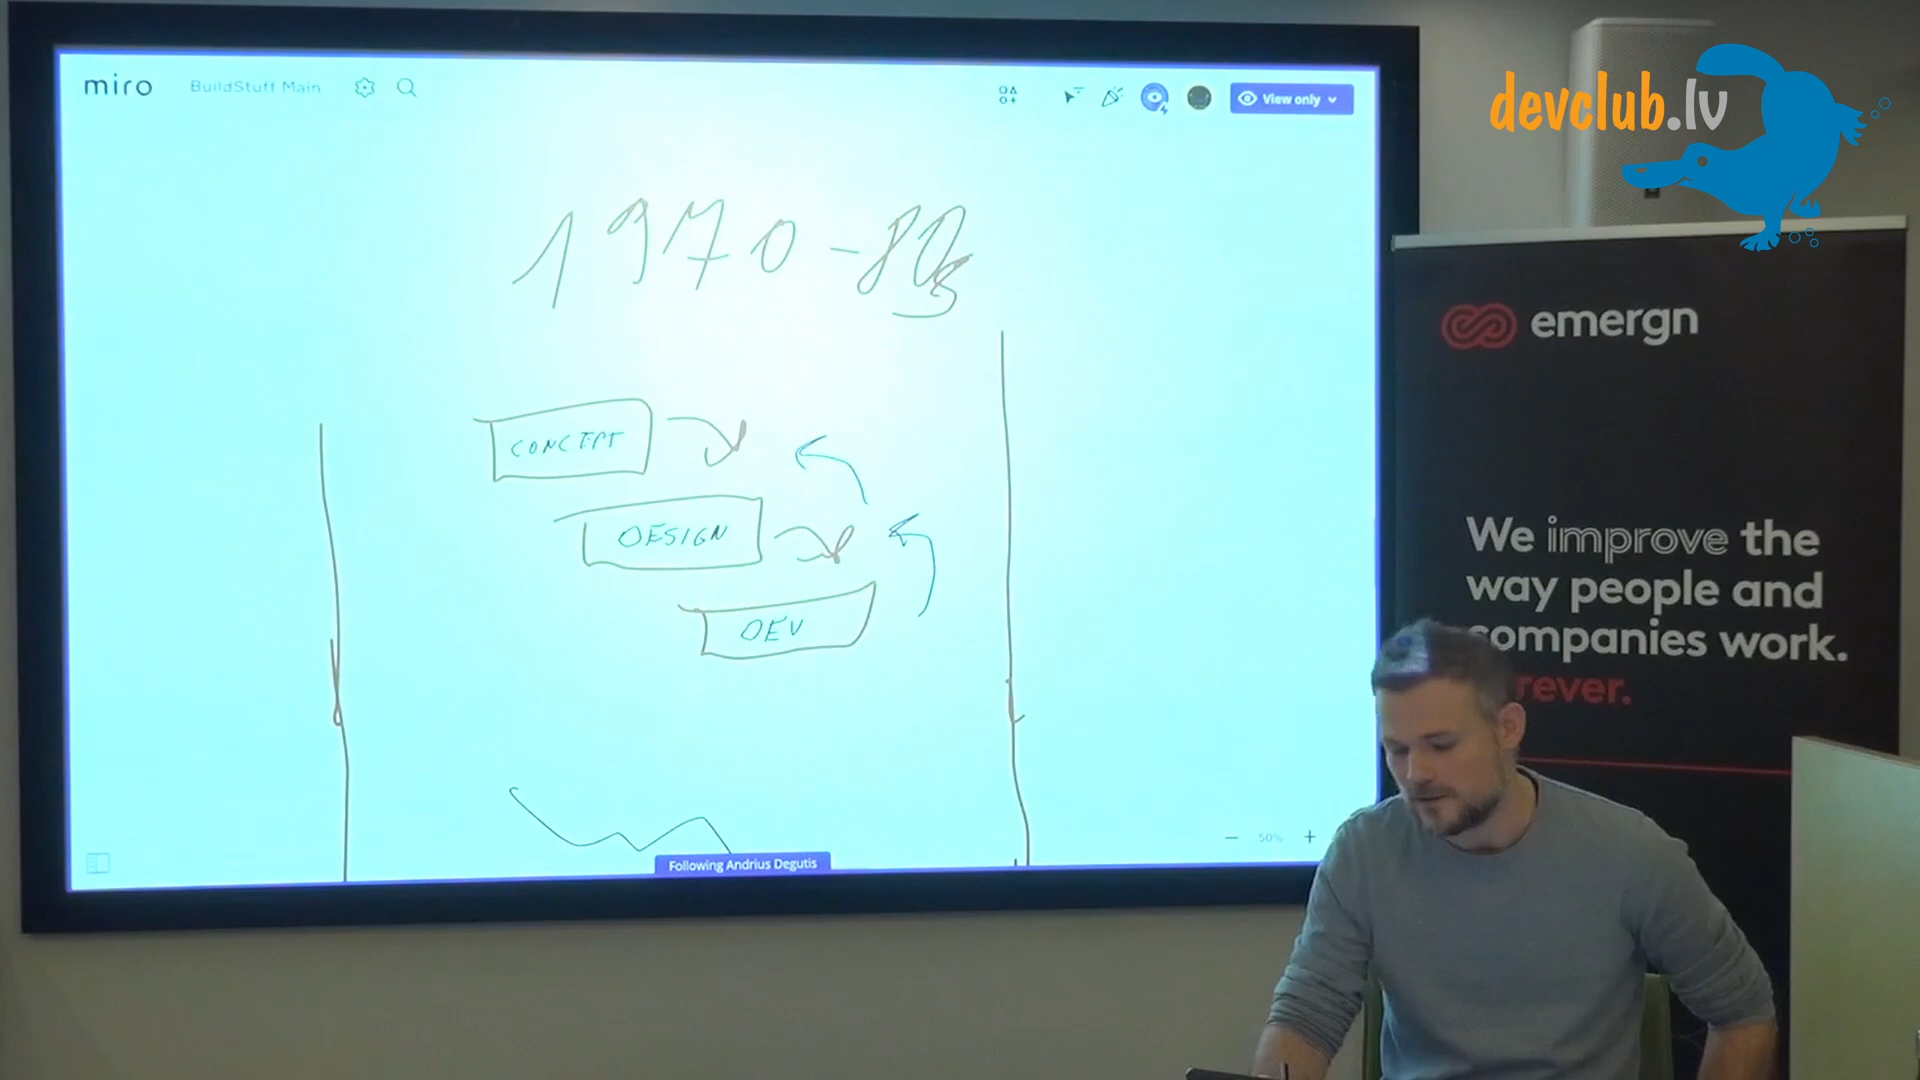 miro BuildStuff Main
View only
devclub.lv
1970-80s
CONCEPT
DESIGN
DEV
50%
Following Andrius Degutis
emergn
We improve the
way people and
companies work.
rever.